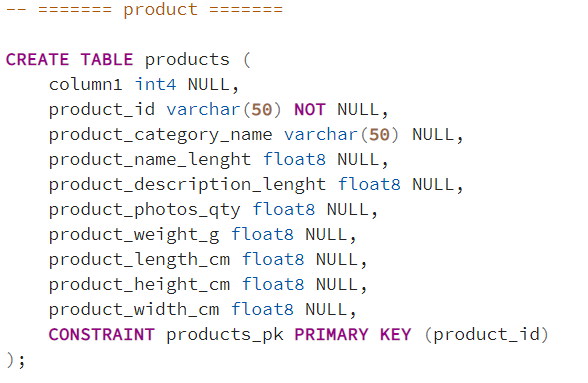 -- ======= product =======
CREATE TABLE products (
column1 int4 NULL,
product_id varchar(50) NOT NULL,
product_category_name varchar(50) NULL,
product_name_lenght float8 NULL,
product_description_lenght float8 NULL,
product_photos_qty float8 NULL,
product_weight_g float8 NULL,
product_length_cm float8 NULL,
product_height_cm float8 NULL,
product_width_cm float8 NULL,
CONSTRAINT products_pk PRIMARY KEY (product_id)
);